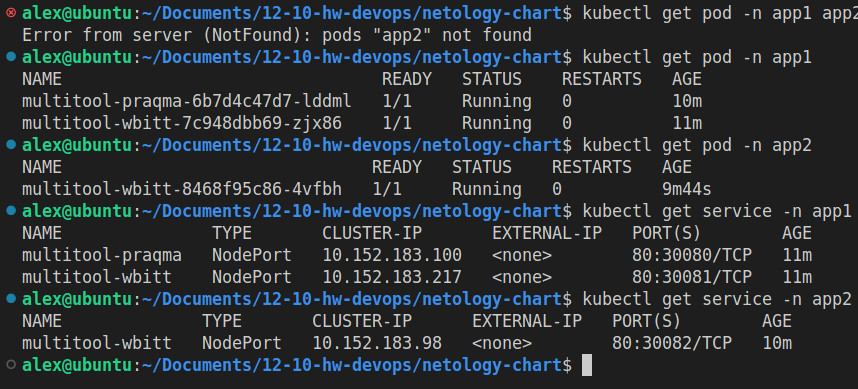 alex@ubuntu:~/Documents/12-10-hw-devops/netology-chart$ kubectl get pod -n app1 app2
Error from server (NotFound): pods "app2" not found
alex@ubuntu:~/Documents/12-10-hw-devops/netology-chart$ kubectl get pod -n app1
NAME                                READY   STATUS    RESTARTS   AGE
multitool-praqma-6b7d4c47d7-lddml   1/1     Running   0          10m
multitool-wbitt-7c948dbb69-zjx86    1/1     Running   0          11m
alex@ubuntu:~/Documents/12-10-hw-devops/netology-chart$ kubectl get pod -n app2
NAME                               READY   STATUS    RESTARTS   AGE
multitool-wbitt-8468f95c86-4vfbh   1/1     Running   0          9m44s
alex@ubuntu:~/Documents/12-10-hw-devops/netology-chart$ kubectl get service -n app1
NAME               TYPE       CLUSTER-IP       EXTERNAL-IP   PORT(S)        AGE
multitool-praqma   NodePort   10.152.183.100   <none>        80:30080/TCP   11m
multitool-wbitt    NodePort   10.152.183.217   <none>        80:30081/TCP   11m
alex@ubuntu:~/Documents/12-10-hw-devops/netology-chart$ kubectl get service -n app2
NAME              TYPE       CLUSTER-IP      EXTERNAL-IP   PORT(S)        AGE
multitool-wbitt   NodePort   10.152.183.98   <none>        80:30082/TCP   10m
alex@ubuntu:~/Documents/12-10-hw-devops/netology-chart$